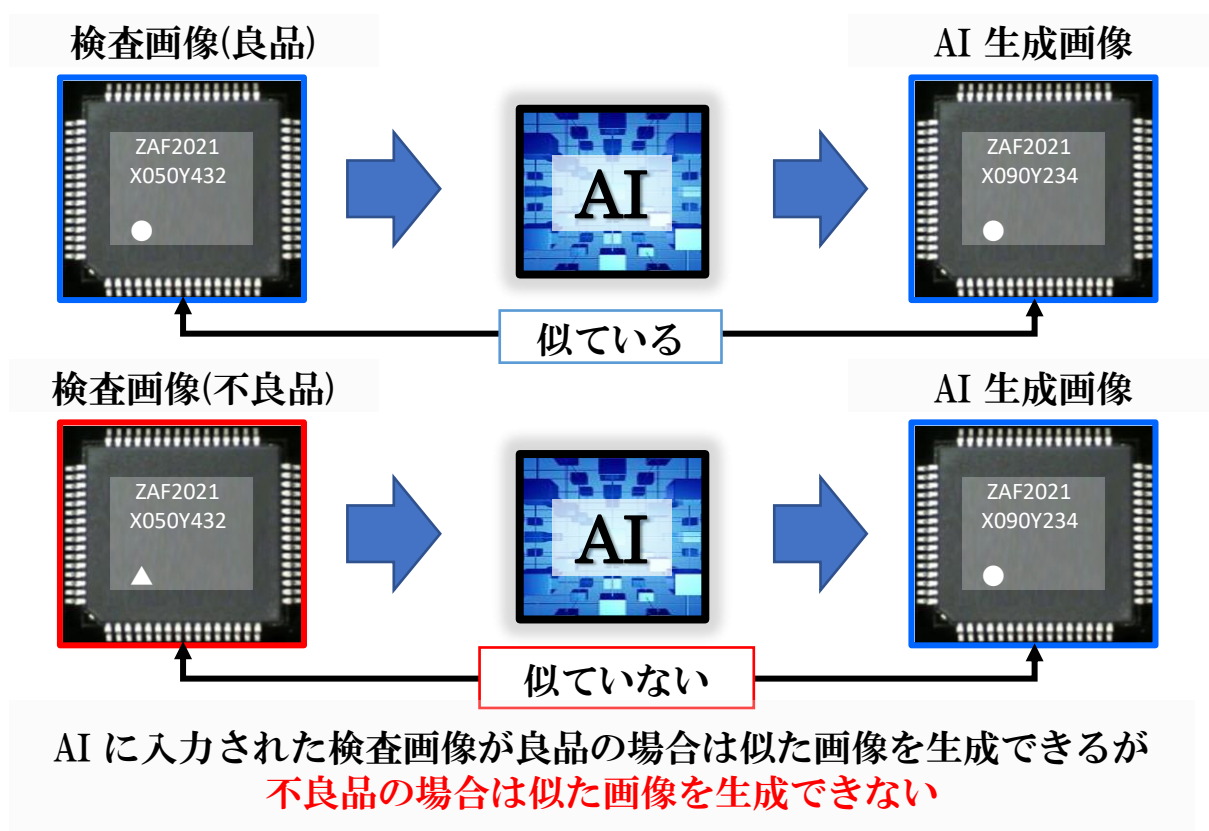 検査画像(良品)
AI 生成画像
ZAF2021
X050Y432
AI
ZAF2021
X090Y234
似ている
検査画像(不良品)
AI 生成画像
ZAF2021
X050Y432
AI
ZAF2021
X090Y234
似ていない
AI に入力された検査画像が良品の場合は似た画像を生成できるが
不良品の場合は似た画像を生成できない